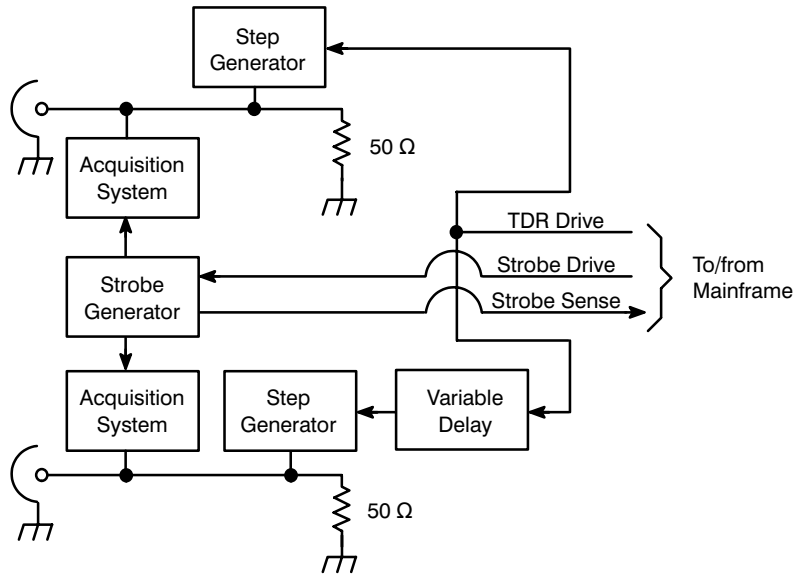 Step
Generator
50 Ω
Acquisition
System
TDR Drive
Strobe Drive
Strobe Sense
To/from
Mainframe
Strobe
Generator
Acquisition
System
Step
Generator
Variable
Delay
50 Ω